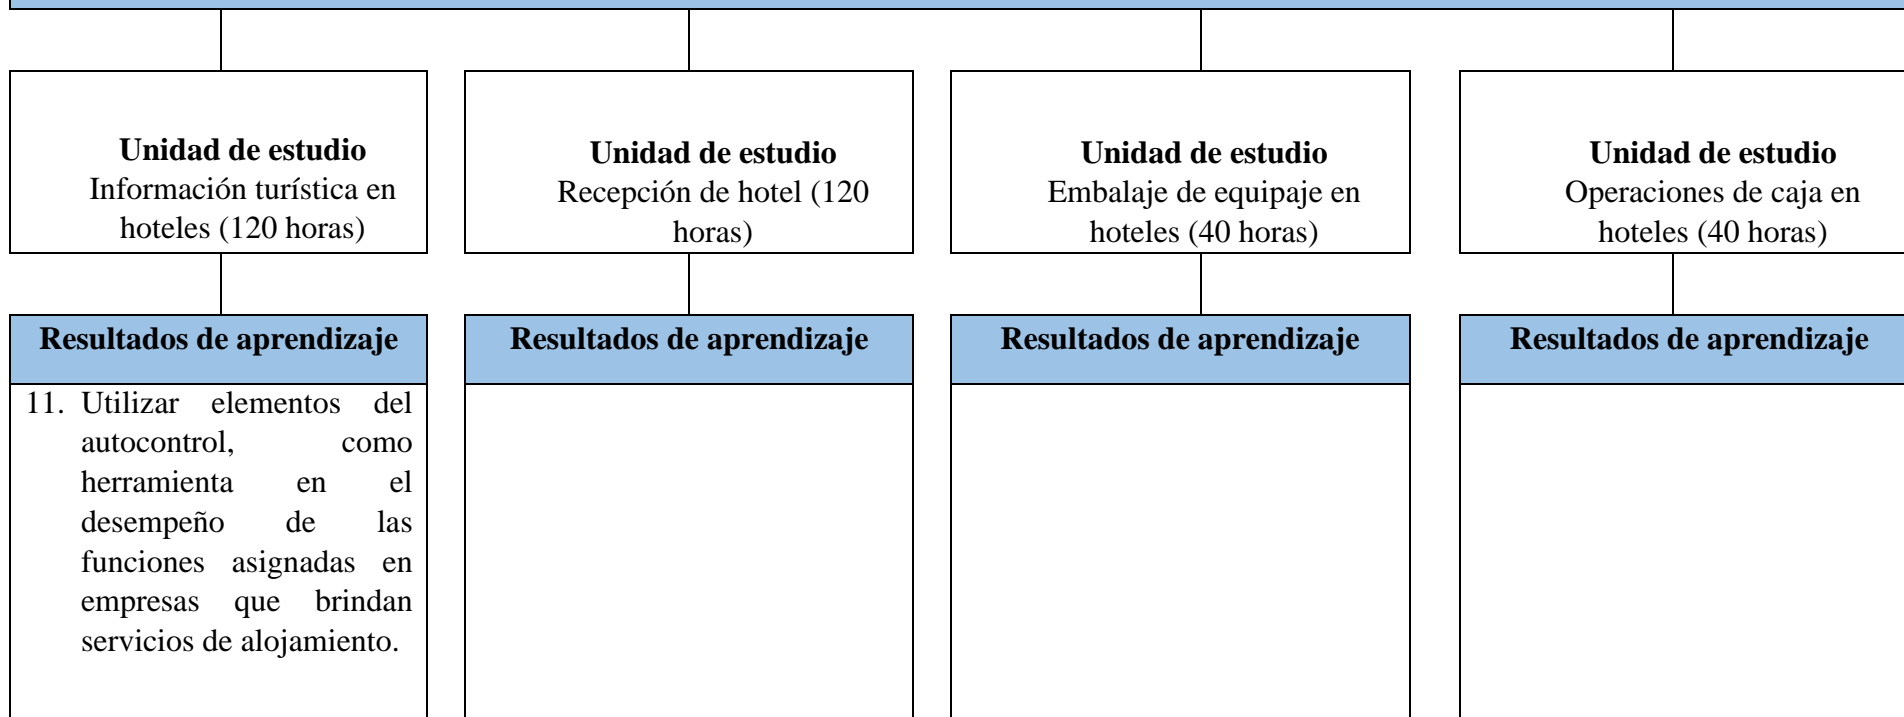 Unidad de estudio
Información turística en
hoteles (120 horas)
Unidad de estudio
Recepción de hotel (120
horas)
Unidad de estudio
Embalaje de equipaje en
hoteles (40 horas)
Unidad de estudio
Operaciones de caja en
hoteles (40 horas)
Resultados de aprendizaje
Resultados de aprendizaje
Resultados de aprendizaje
Resultados de aprendizaje
11. Utilizar elementos del
autocontrol, como
herramienta en el
desempeño de las
funciones asignadas en
empresas que brindan
servicios de alojamiento.